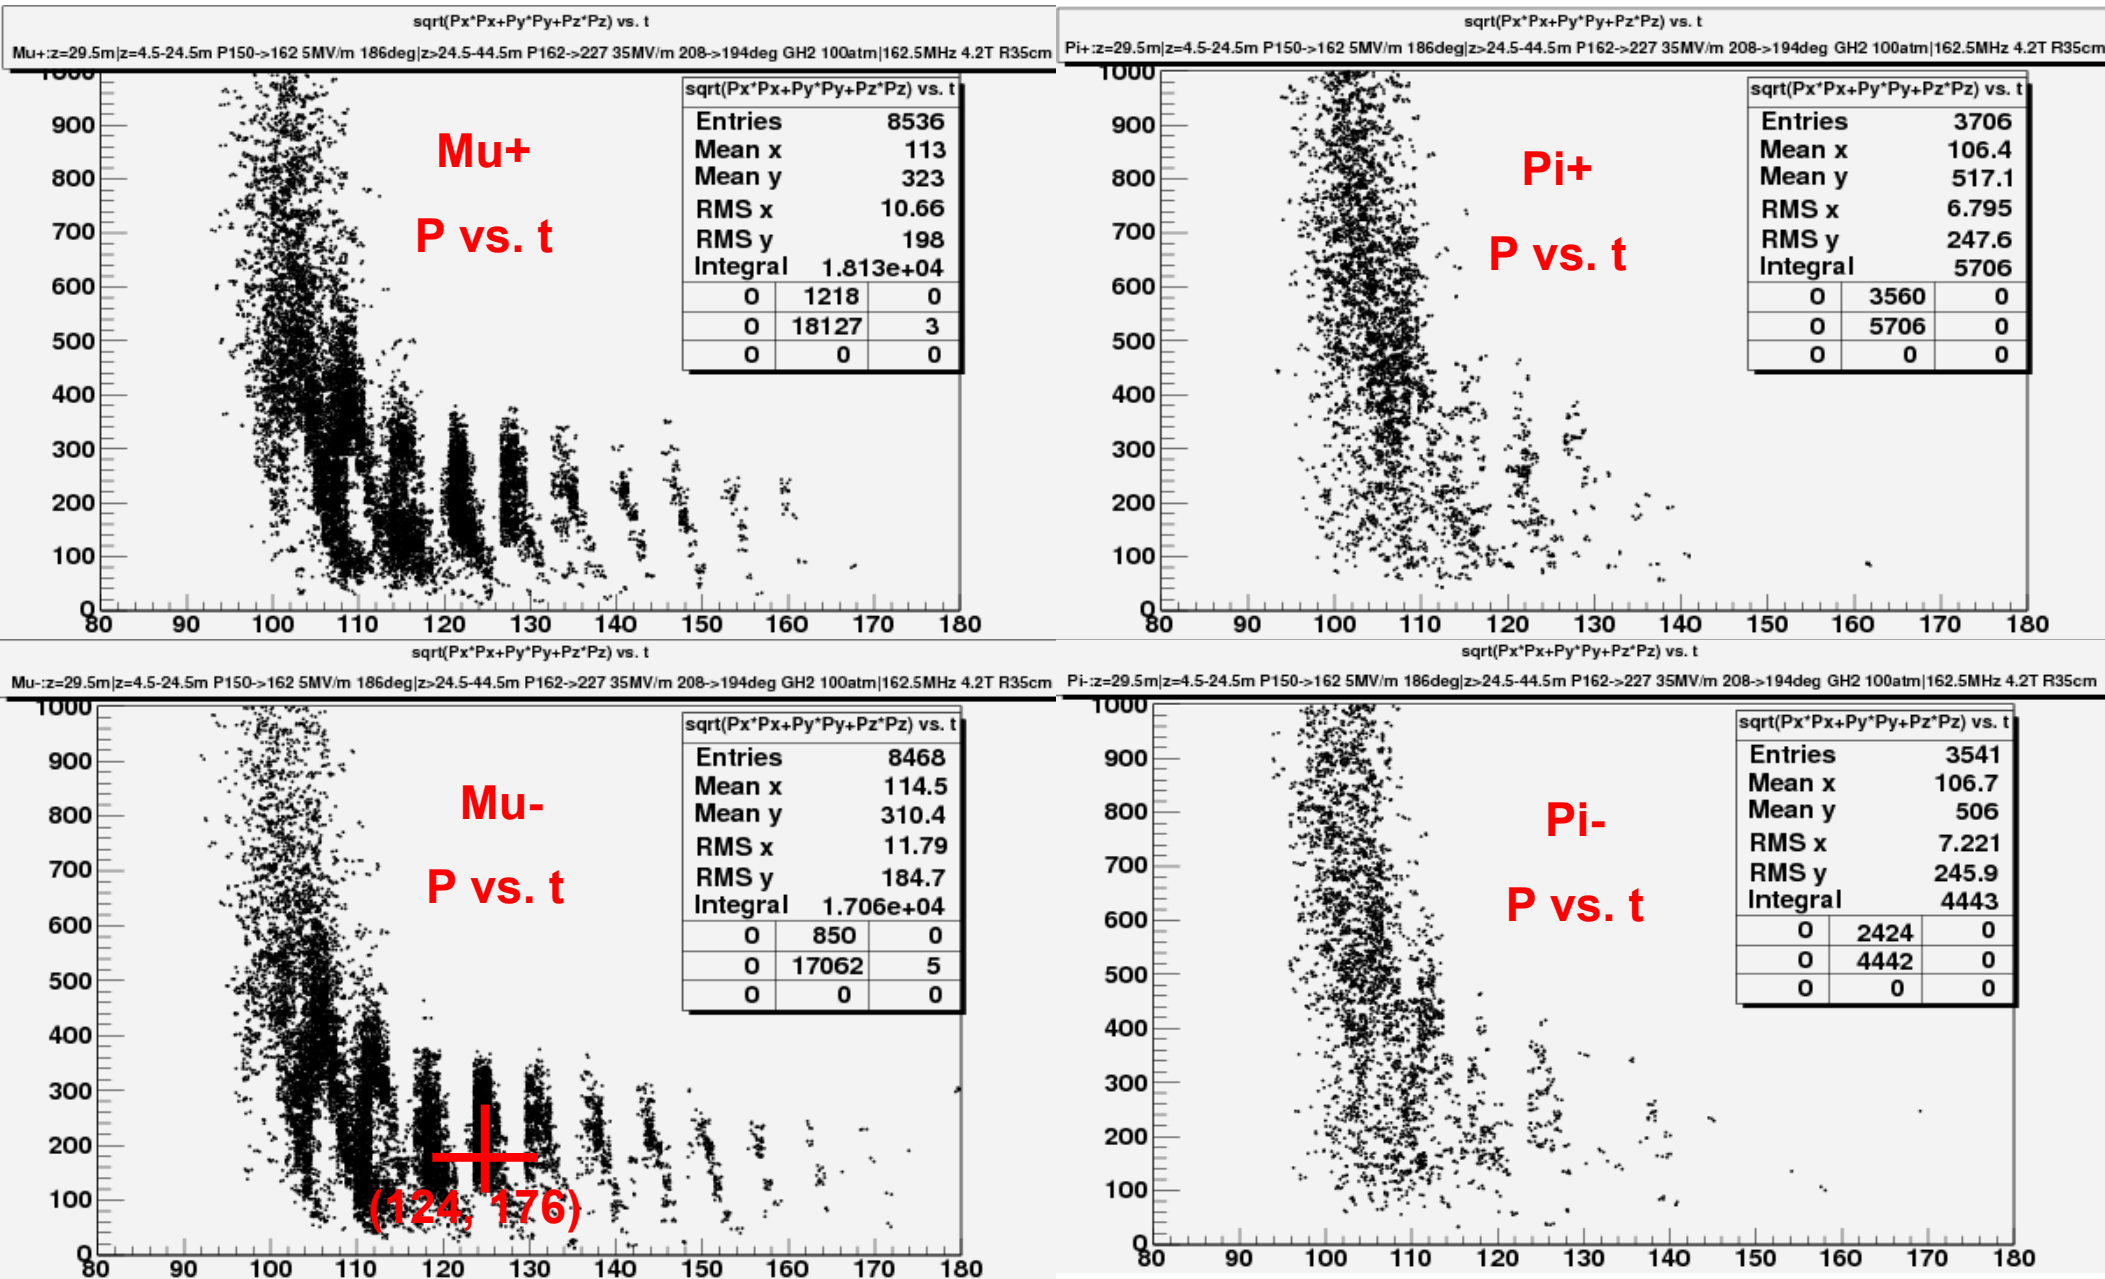 sqrt(Px*Px+Py*Py+Pz*Pz) vs. t
Mu+:z=29.5m|z=4.5-24.5m P150->162 5MV/m 186deg|z>24.5-44.5m P162->227 35MV/m 208->194deg GH2 100atm|162.5MHz 4.2T R35cm
sqrt(Px*Px+Py*Py+Pz*Pz) vs. t
Entries 8536
Mean x 113
Mean y 323
RMS x 10.66
RMS y 198
Integral 1.813e+04
0 1218 0
0 18127 3
0 0 0
Mu+
P vs. t
1000
900
800
700
600
500
400
300
200
100
0
80 90 100 110 120 130 140 150 160 170 180
sqrt(Px*Px+Py*Py+Pz*Pz) vs. t
Pi+:z=29.5m|z=4.5-24.5m P150->162 5MV/m 186deg|z>24.5-44.5m P162->227 35MV/m 208->194deg GH2 100atm|162.5MHz 4.2T R35cm
sqrt(Px*Px+Py*Py+Pz*Pz) vs. t
Entries 3706
Mean x 106.4
Mean y 517.1
RMS x 6.795
RMS y 247.6
Integral 5706
0 3560 0
0 5706 0
0 0 0
Pi+
P vs. t
1000
900
800
700
600
500
400
300
200
100
0
80 90 100 110 120 130 140 150 160 170 180
sqrt(Px*Px+Py*Py+Pz*Pz) vs. t
Mu-:z=29.5m|z=4.5-24.5m P150->162 5MV/m 186deg|z>24.5-44.5m P162->227 35MV/m 208->194deg GH2 100atm|162.5MHz 4.2T R35cm
sqrt(Px*Px+Py*Py+Pz*Pz) vs. t
Entries 8468
Mean x 114.5
Mean y 310.4
RMS x 11.79
RMS y 184.7
Integral 1.706e+04
0 850 0
0 17062 5
0 0 0
Mu-
P vs. t
(124, 176)
1000
900
800
700
600
500
400
300
200
100
0
80 90 100 110 120 130 140 150 160 170 180
sqrt(Px*Px+Py*Py+Pz*Pz) vs. t
Pi-:z=29.5m|z=4.5-24.5m P150->162 5MV/m 186deg|z>24.5-44.5m P162->227 35MV/m 208->194deg GH2 100atm|162.5MHz 4.2T R35cm
sqrt(Px*Px+Py*Py+Pz*Pz) vs. t
Entries 3541
Mean x 106.7
Mean y 506
RMS x 7.221
RMS y 245.9
Integral 4443
0 2424 0
0 4442 0
0 0 0
Pi-
P vs. t
1000
900
800
700
600
500
400
300
200
100
0
80 90 100 110 120 130 140 150 160 170 180